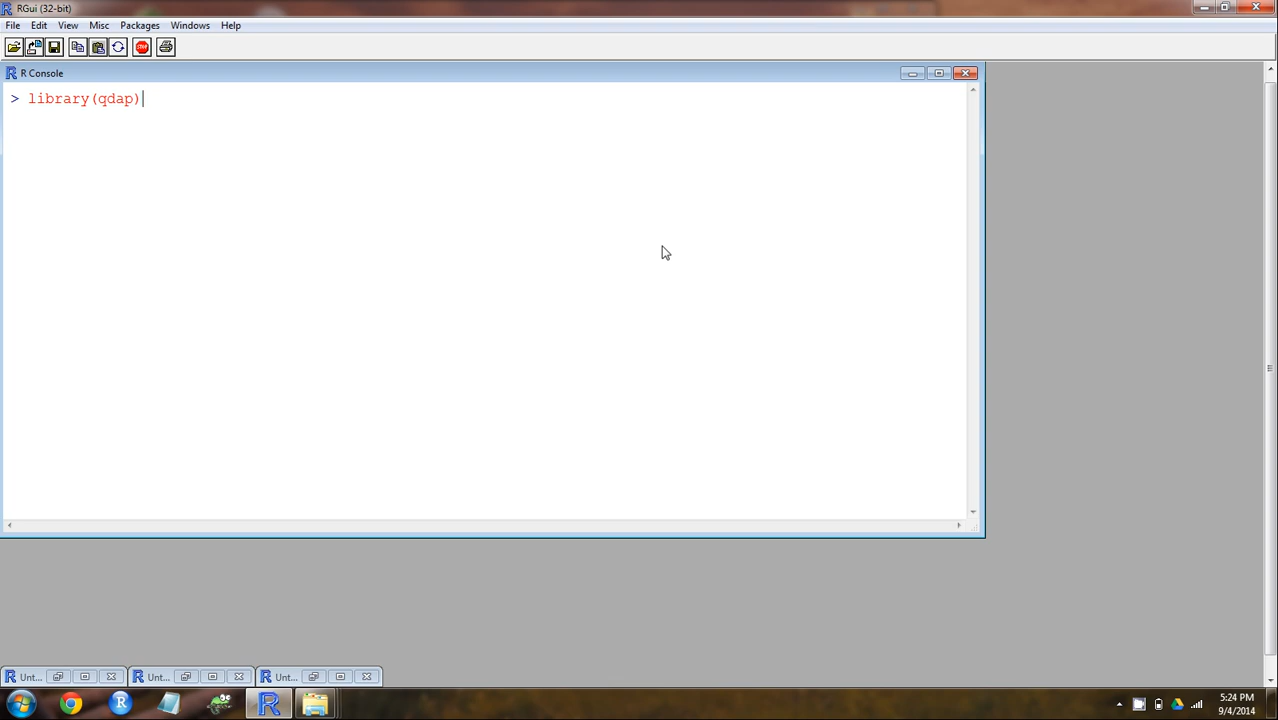 RGui (32-bit)
File Edit View Misc Packages Windows Help
STOP
R Console
> library(qdap)
Unt...
Unt...
Unt...
5:24 PM
9/4/2014